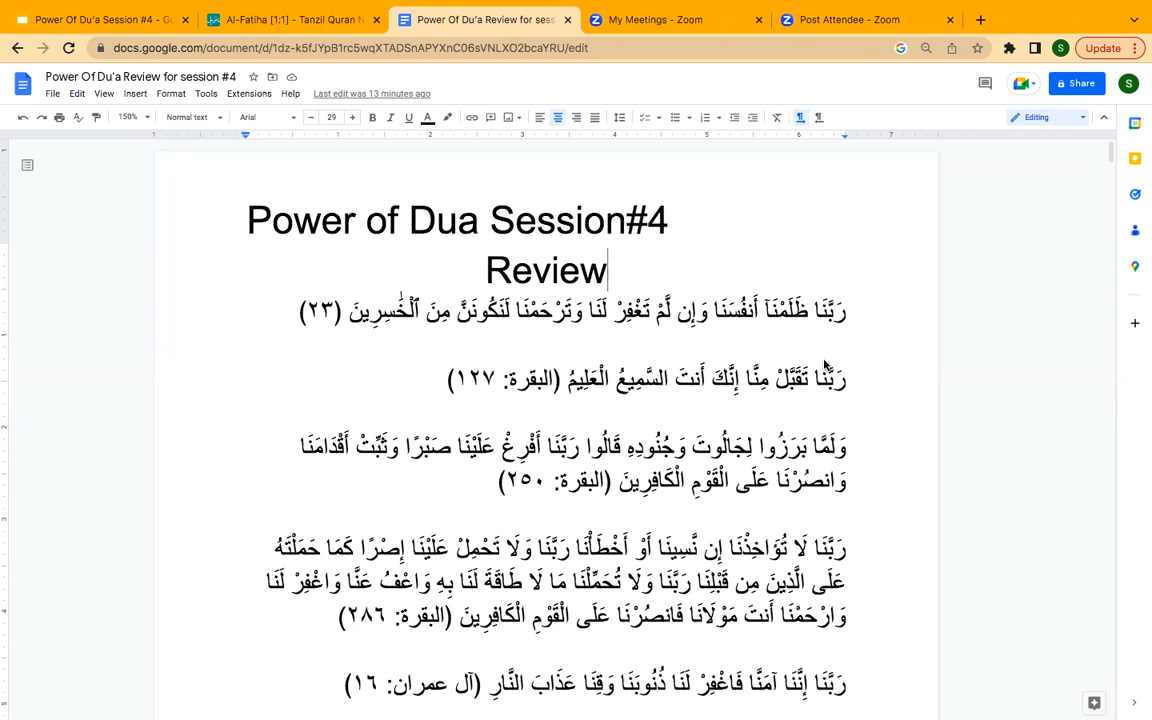 Power Of Du'a Session #4 - Go
Al-Fatiha [1:1] - Tanzil Quran N
Power Of Du'a Review for sess
My Meetings - Zoom
Post Attendee - Zoom
docs.google.com/document/d/1dz-k5fJYpB1rc5wqXTADSnAPYXnC06sVNLXO2bcaYRU/edit
S
Update
Power Of Du'a Review for session #4
File Edit View Insert Format Tools Extensions Help Last edit was 13 minutes ago
Share
S
150% Normal text Arial 29 Editing
Power of Dua Session#4
Review
رَبَّنَا ظَلَمْنَآ أَنفُسَنَا وَإِن لَّمْ تَغْفِرْ لَنَا وَتَرْحَمْنَا لَنَكُونَنَّ مِنَ ٱلْخَٰسِرِينَ (٢٣)
رَبَّنَا تَقَبَّلْ مِنَّا إِنَّكَ أَنتَ السَّمِيعُ الْعَلِيمُ (البقرة: ١٢٧)
وَلَمَّا بَرَزُوا لِجَالُوتَ وَجُنُودِهِ قَالُوا رَبَّنَا أَفْرِغْ عَلَيْنَا صَبْرًا وَثَبِّتْ أَقْدَامَنَا
وَانصُرْنَا عَلَى الْقَوْمِ الْكَافِرِينَ (البقرة: ٢٥٠)
رَبَّنَا لَا تُؤَاخِذْنَا إِن نَّسِينَا أَوْ أَخْطَأْنَا رَبَّنَا وَلَا تَحْمِلْ عَلَيْنَا إِصْرًا كَمَا حَمَلْتَهُ
عَلَى الَّذِينَ مِن قَبْلِنَا رَبَّنَا وَلَا تُحَمِّلْنَا مَا لَا طَاقَةَ لَنَا بِهِ وَاعْفُ عَنَّا وَاغْفِرْ لَنَا
وَارْحَمْنَا أَنتَ مَوْلَانَا فَانصُرْنَا عَلَى الْقَوْمِ الْكَافِرِينَ (البقرة: ٢٨٦)
رَبَّنَا إِنَّنَا آمَنَّا فَاغْفِرْ لَنَا ذُنُوبَنَا وَقِنَا عَذَابَ النَّارِ (آل عمران: ١٦)